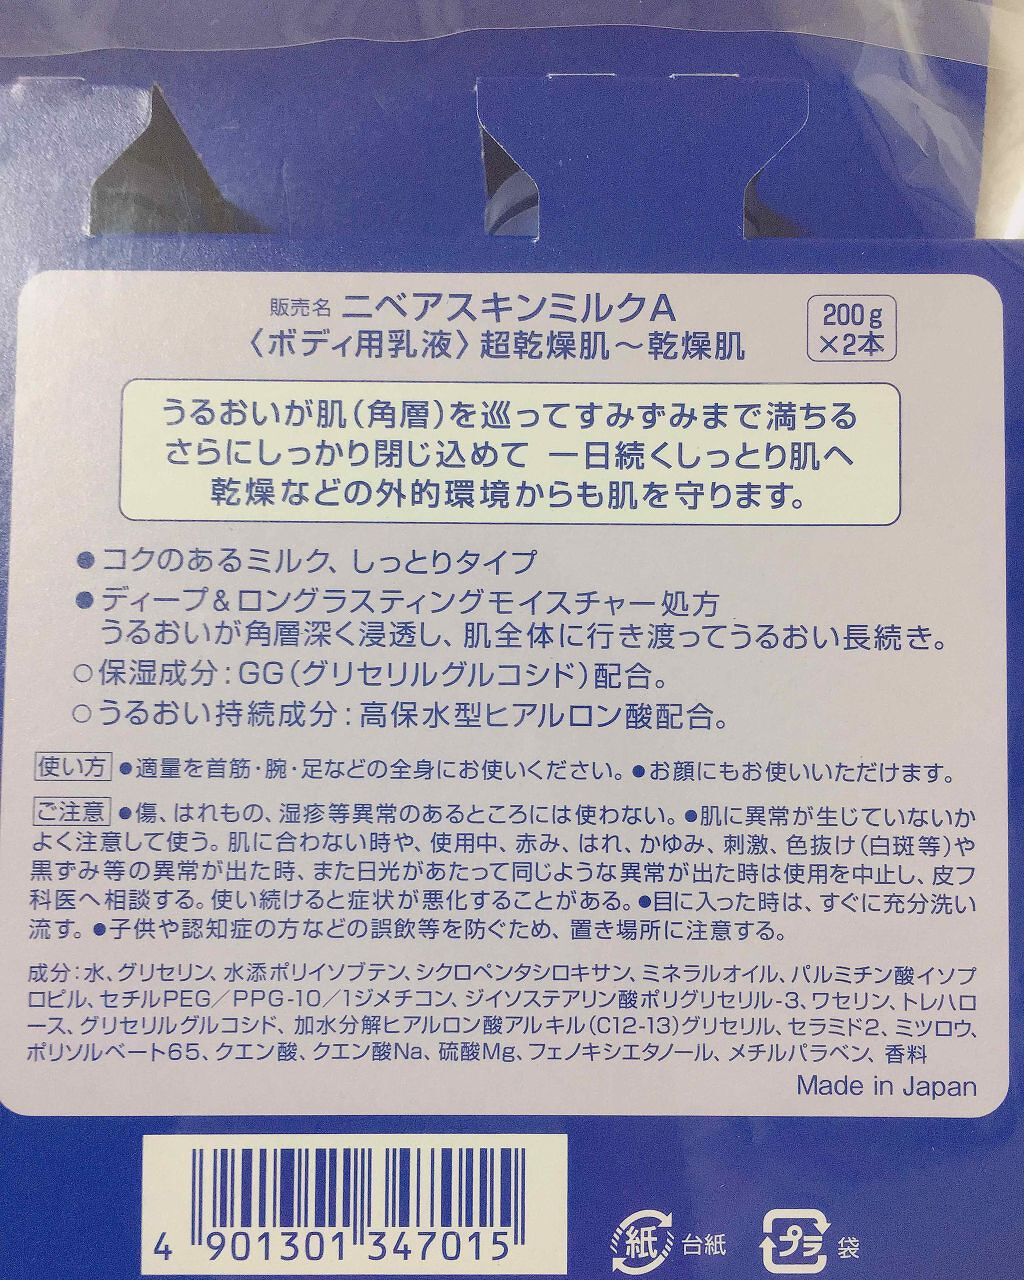 販売名 ニベアスキンミルクA
〈ボディ用乳液〉超乾燥肌〜乾燥肌
200g
×2本
うるおいが肌(角層)を巡ってすみずみまで満ちる
さらにしっかり閉じ込めて 一日続くしっとり肌へ
乾燥などの外的環境からも肌を守ります。
●コクのあるミルク、しっとりタイプ
●ディープ&ロングラスティングモイスチャー処方
うるおいが角層深く浸透し、肌全体に行き渡ってうるおい長続き。
○保湿成分:GG(グリセリルグルコシド)配合。
○うるおい持続成分:高保水型ヒアルロン酸配合。
使い方 ●適量を首筋・腕・足などの全身にお使いください。●お顔にもお使いいただけます。
ご注意 ●傷、はれもの、湿疹等異常のあるところには使わない。●肌に異常が生じていないか
よく注意して使う。肌に合わない時や、使用中、赤み、はれ、かゆみ、刺激、色抜け(白斑等)や
黒ずみ等の異常が出た時、また日光があたって同じような異常が出た時は使用を中止し、皮フ
科医へ相談する。使い続けると症状が悪化することがある。●目に入った時は、すぐに充分洗い
流す。●子供や認知症の方などの誤飲等を防ぐため、置き場所に注意する。
成分:水、グリセリン、水添ポリイソブテン、シクロペンタシロキサン、ミネラルオイル、パルミチン酸イソプ
ロピル、セチルPEG/PPG-10/1ジメチコン、ジイソステアリン酸ポリグリセリル-3、ワセリン、トレハロ
ース、グリセリルグルコシド、加水分解ヒアルロン酸アルキル(C12-13)グリセリル、セラミド2、ミツロウ、
ポリソルベート65、クエン酸、クエン酸Na、硫酸Mg、フェノキシエタノール、メチルパラベン、香料
Made in Japan
4 901301 347015
紙 台紙
プラ 袋